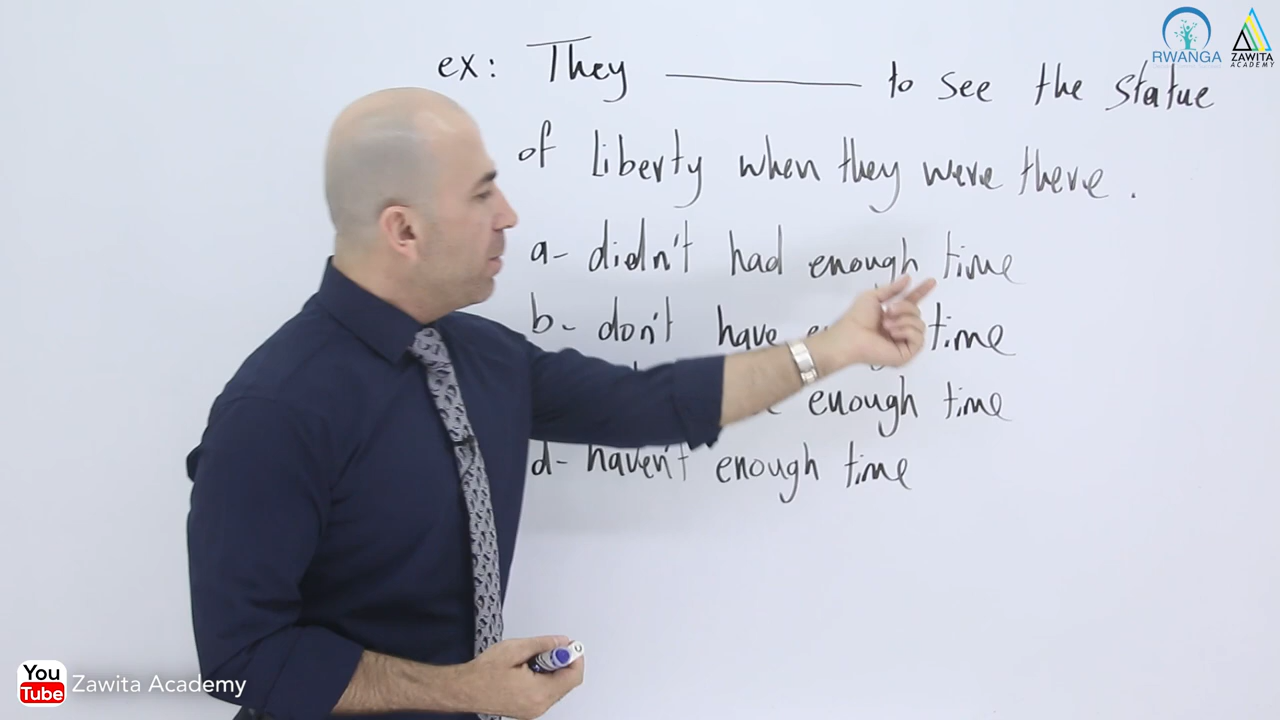 ex: They ________ to see the statue
of liberty when they were there.
a- didn't had enough time
b- don't have time
enough time
d- haven't enough time
RWANGA
ZAWITA
ACADEMY
You
Tube
Zawita Academy